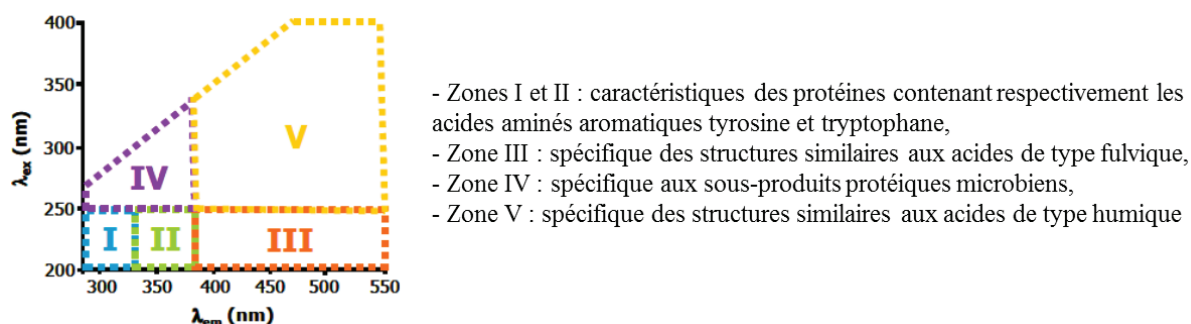 400
350
300
250
200
λex (nm)
V
IV
I II III
300 350 400 450 500 550
λem (nm)
- Zones I et II : caractéristiques des protéines contenant respectivement les
acides aminés aromatiques tyrosine et tryptophane,
- Zone III : spécifique des structures similaires aux acides de type fulvique,
- Zone IV : spécifique aux sous-produits protéiques microbiens,
- Zone V : spécifique des structures similaires aux acides de type humique